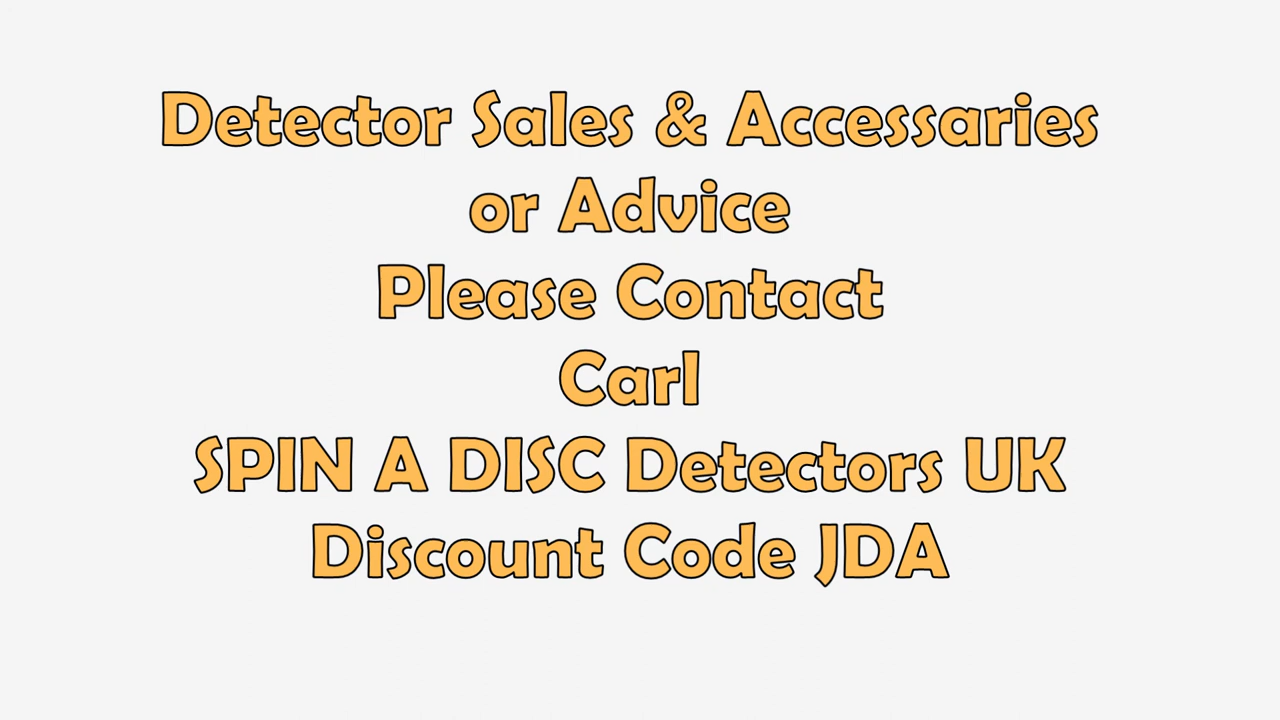 Detector Sales & Accessaries
or Advice
Please Contact
Carl
SPIN A DISC Detectors UK
Discount Code JDA